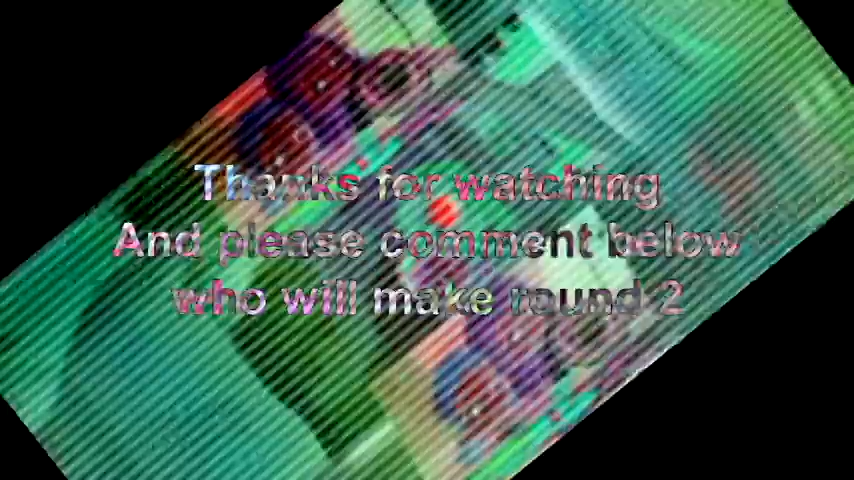 Thanks for watching
And please comment below
who will make round 2